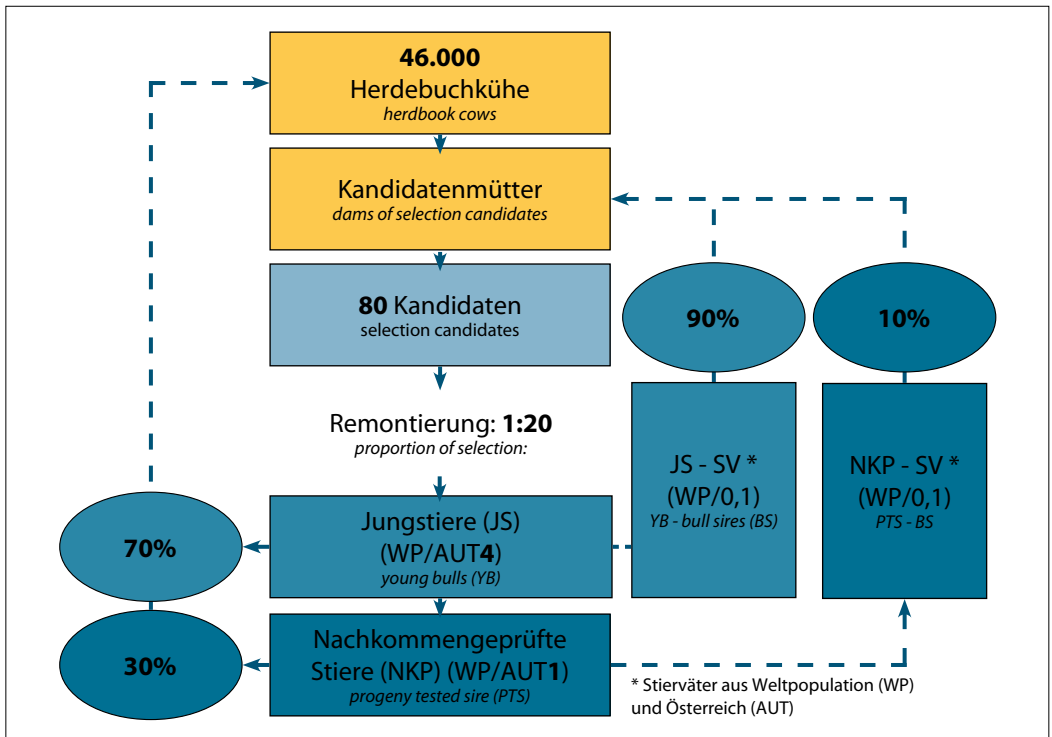 46.000
Herdebuchkühe
herdbook cows
Kandidatenmütter
dams of selection candidates
80 Kandidaten
selection candidates
90%
10%
Remontierung: 1:20
proportion of selection:
JS - SV *
(WP/0,1)
YB - bull sires (BS)
NKP - SV *
(WP/0,1)
PTS - BS
70%
Jungstiere (JS)
(WP/AUT4)
young bulls (YB)
30%
Nachkommengeprüfte
Stiere (NKP) (WP/AUT1)
progeny tested sire (PTS)
* Stierväter aus Weltpopulation (WP)
und Österreich (AUT)